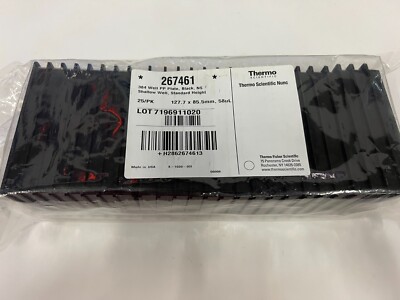 267461
384 Well PP Plate, Black, NS
Shallow Well, Standard Height
25/PK 127.7 x 85.5mm, 58uL
LOT 7196911020
+H2862674613
Made in USA
Thermo
SCIENTIFIC
Thermo Scientific Nunc
Thermo Fisher Scientific
75 Panorama Creek Drive
Rochester, NY 14625-2385
thermoscientific.com